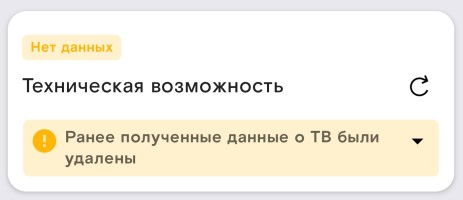 Нет данных
Техническая возможность
Ранее полученные данные о ТВ были
удалены